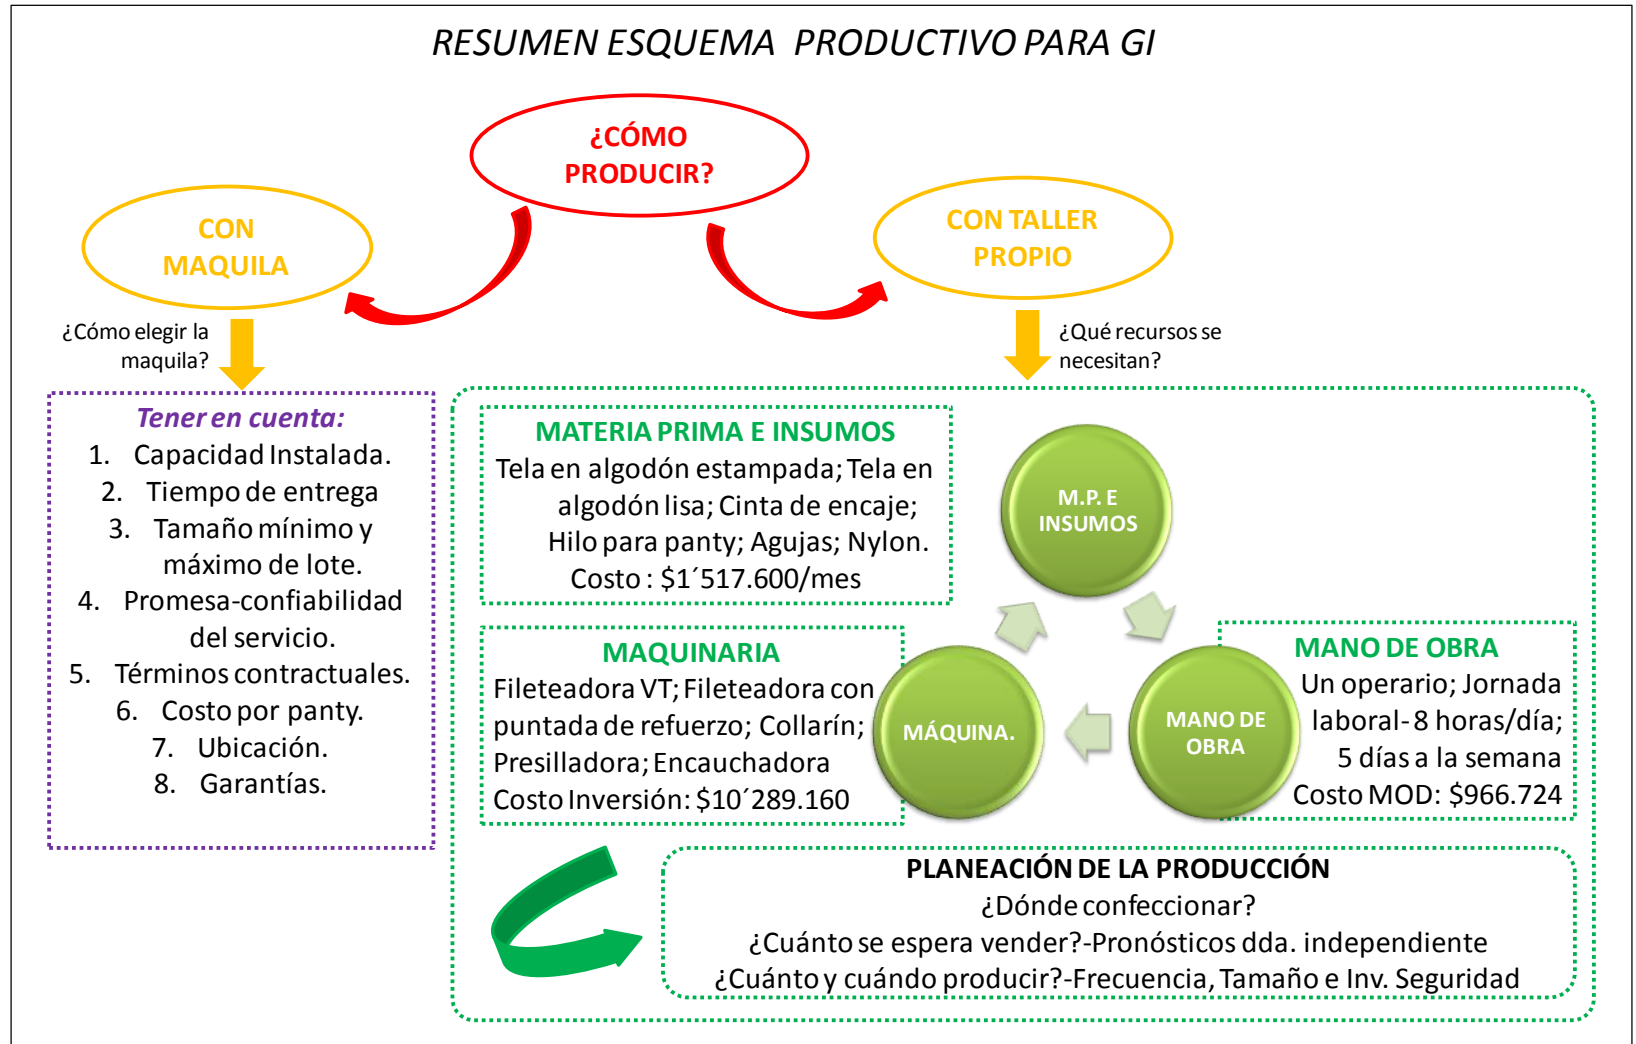 RESUMEN ESQUEMA PRODUCTIVO PARA GI
¿CÓMO
PRODUCIR?
CON
MAQUILA
CON TALLER
PROPIO
¿Cómo elegir la
maquila?
¿Qué recursos se
necesitan?
Tener en cuenta:
1. Capacidad Instalada.
2. Tiempo de entrega
3. Tamaño mínimo y
máximo de lote.
4. Promesa-confiabilidad
del servicio.
5. Términos contractuales.
6. Costo por panty.
7. Ubicación.
8. Garantías.
MATERIA PRIMA E INSUMOS
Tela en algodón estampada; Tela en
algodón lisa; Cinta de encaje;
Hilo para panty; Agujas; Nylon.
Costo : $1´517.600/mes
M.P. E
INSUMOS
MAQUINARIA
Fileteadora VT; Fileteadora con
puntada de refuerzo; Collarín;
Presilladora; Encauchadora
Costo Inversión: $10´289.160
MÁQUINA.
MANO DE
OBRA
MANO DE OBRA
Un operario; Jornada
laboral- 8 horas/día;
5 días a la semana
Costo MOD: $966.724
PLANEACIÓN DE LA PRODUCCIÓN
¿Dónde confeccionar?
¿Cuánto se espera vender?-Pronósticos dda. independiente
¿Cuánto y cuándo producir?-Frecuencia, Tamaño e Inv. Seguridad